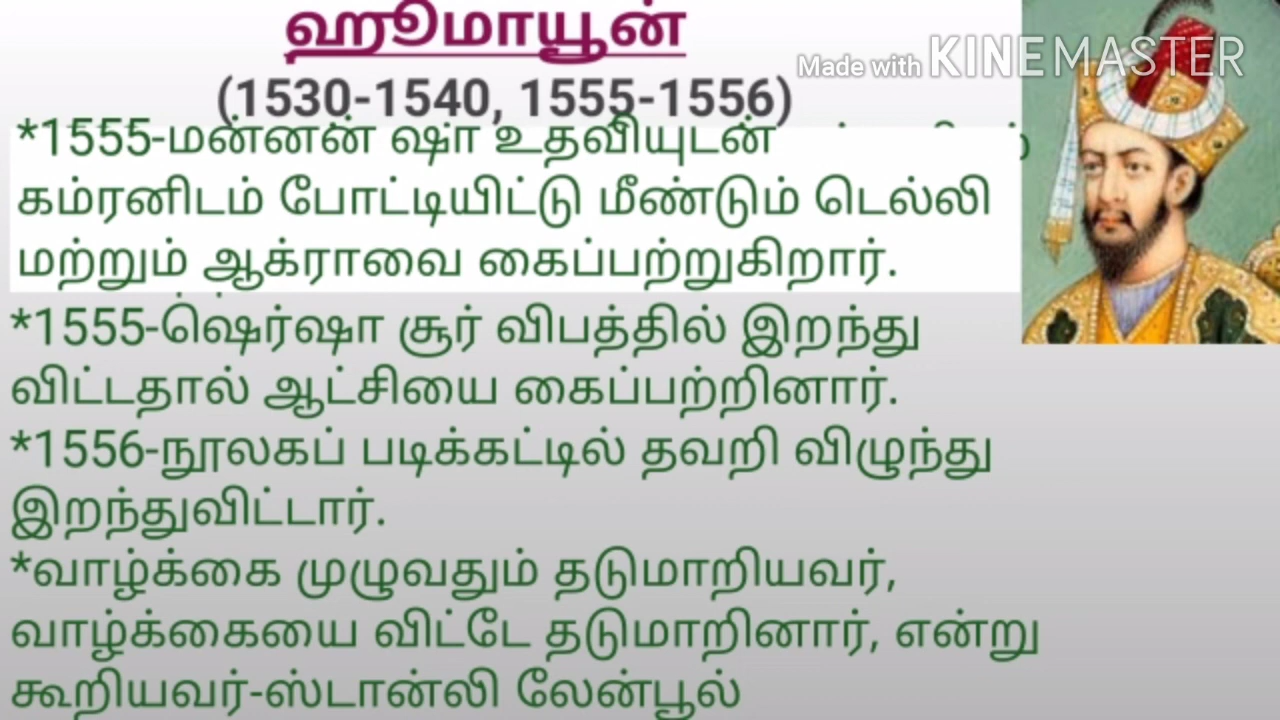 ஹூமாயூன்
Made with KINEMASTER
(1530-1540, 1555-1556)
*1555-மன்னன் ஷா உதவியுடன்
கம்ரனிடம் போட்டியிட்டு மீண்டும் டெல்லி
மற்றும் ஆக்ராவை கைப்பற்றுகிறார்.
*1555-ஷெர்ஷா சூர் விபத்தில் இறந்து
விட்டதால் ஆட்சியை கைப்பற்றினார்.
*1556-நூலகப் படிக்கட்டில் தவறி விழுந்து
இறந்துவிட்டார்.
*வாழ்க்கை முழுவதும் தடுமாறியவர்,
வாழ்க்கையை விட்டே தடுமாறினார், என்று
கூறியவர்-ஸ்டான்லி லேன்பூல்